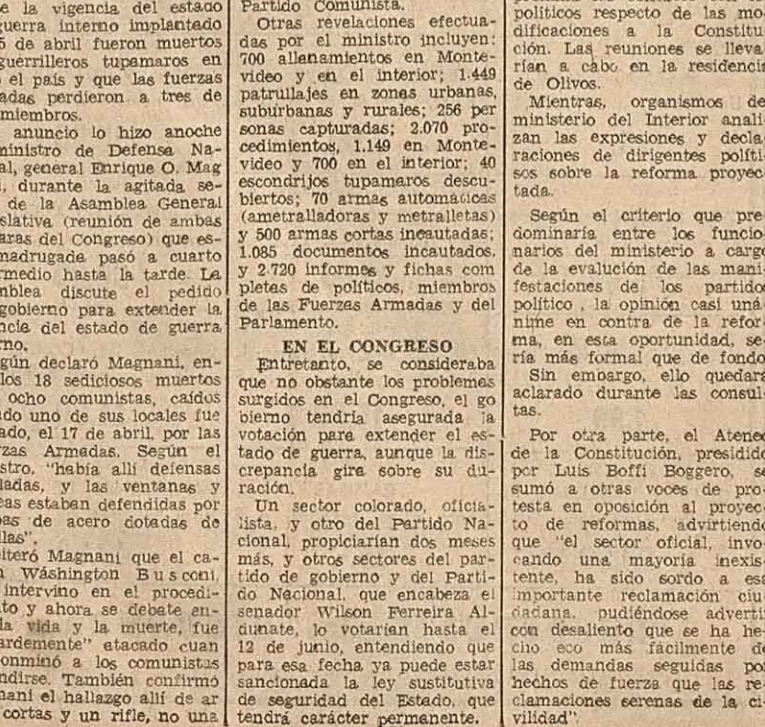 e la vigencia del estado
guerra interno implantado
5 de abril fueron muertos
guerrilleros tupamaros en
el país y que las fuerzas
adas perdieron a tres de
miembros.
anuncio lo hizo anoche
ministro de Defensa Na-
al, general Enrique O. Mag
, durante la agitada se-
de la Asamblea General
slativa (reunión de ambas
aras del Congreso) que es-
madrugada pasó a cuarto
rmedio hasta la tarde. La
mblea discute el pedido
gobierno para extender la
ncia del estado de guerra
rno.
gún declaró Magnani, en-
los 18 sediciosos muertos
ocho comunistas, caídos
do uno de sus locales fue
ado, el 17 de abril, por las
rzas Armadas. Según el
stro, "había allí defensas
ladas, y las ventanas y
eas estaban defendidas por
as de acero dotadas de
llas".
iteró Magnani que el ca-
n Wáshington Busconi,
intervino en el procedi-
to y ahora se debate en-
la vida y la muerte, fue
ardemente" atacado cuan
onminó a los comunistas
ndirse. También confirmó
nani el hallazgo allí de ar
cortas y un rifle, no una
Partido Comunista.
Otras revelaciones efectua-
das por el ministro incluyen:
700 allanamientos en Monte-
video y en el interior; 1.449
patrullajes en zonas urbanas,
suburbanas y rurales; 256 per
sonas capturadas; 2.070 pro-
cedimientos, 1.149 en Monte-
video y 700 en el interior; 40
escondrijos tupamaros descu-
biertos; 70 armas automáticas
(ametralladoras y metralletas)
y 500 armas cortas incautadas;
1.085 documentos incautados,
y 2.720 informes y fichas com
pletas de políticos, miembros
de las Fuerzas Armadas y del
Parlamento.
EN EL CONGRESO
Entretanto, se consideraba
que no obstante los problemas
surgidos en el Congreso, el go
bierno tendría asegurada la
votación para extender el es-
tado de guerra, aunque la dis-
crepancia gira sobre su du-
ración.
Un sector colorado, oficia-
lista, y otro del Partido Na-
cional, propiciarían dos meses
más, y otros sectores del par-
tido de gobierno y del Parti-
do Nacional, que encabeza el
senador Wilson Ferreira Al-
dunate, lo votarían hasta el
12 de junio, entendiendo que
para esa fecha ya puede estar
sancionada la ley sustitutiva
de seguridad del Estado, que
tendrá carácter permanente.
políticos respecto de las mo-
dificaciones a la Constitu-
ción. Las reuniones se lleva-
rían a cabo en la residencia
de Olivos.
Mientras, organismos de
ministerio del Interior anali-
zan las expresiones y decla-
raciones de dirigentes políti-
sos sobre la reforma proyec-
tada.
Según el criterio que pre-
dominaría entre los funcio-
narios del ministerio a cargo
de la evalución de las mani-
festaciones de los partidos
político , la opinión casi uná-
nime en contra de la refor-
ma, en esta oportunidad, se-
ría más formal que de fondo
Sin embargo, ello quedará
aclarado durante las consul-
tas.
Por otra parte, el Ateneo
de la Constitución, presidido
por Luis Boffi Boggero, se
sumó a otras voces de pro-
testa en oposición al proyec-
to de reformas, advirtiendo
que "el sector oficial, invo-
cando una mayoría inexis-
tente, ha sido sordo a esa
importante reclamación ciu-
dadana, pudiéndose advertir
con desaliento que se ha he-
cho eco más fácilmente de
las demandas seguidas por
hechos de fuerza que las re-
clamaciones serenas de la ci-
vilidad".